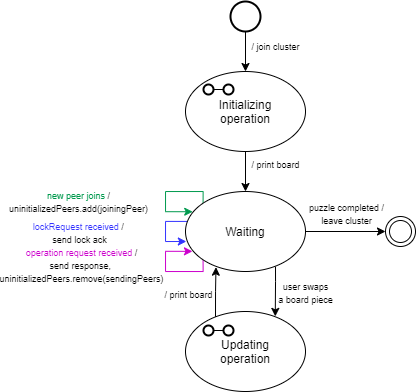 / join cluster
Initializing
operation
/ print board
new peer joins /
uninitializedPeers.add(joiningPeer)
lockRequest received /
send lock ack
operation request received /
send response,
uninitializedPeers.remove(sendingPeers)
Waiting
puzzle completed /
leave cluster
/ print board
user swaps
a board piece
Updating
operation